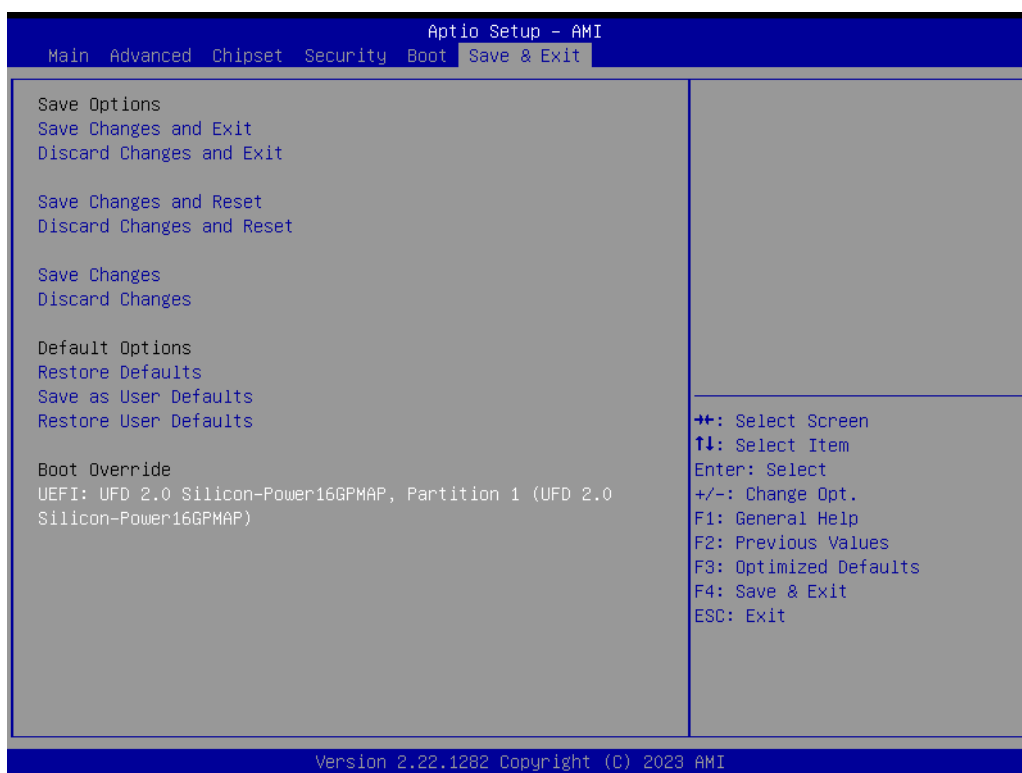 Aptio Setup – AMI
Main Advanced Chipset Security Boot Save & Exit
Save Options
Save Changes and Exit
Discard Changes and Exit
Save Changes and Reset
Discard Changes and Reset
Save Changes
Discard Changes
Default Options
Restore Defaults
Save as User Defaults
Restore User Defaults
Boot Override
UEFI: UFD 2.0 Silicon-Power16GPMAP, Partition 1 (UFD 2.0
Silicon-Power16GPMAP)
→←: Select Screen
↑↓: Select Item
Enter: Select
+/-: Change Opt.
F1: General Help
F2: Previous Values
F3: Optimized Defaults
F4: Save & Exit
ESC: Exit
Version 2.22.1282 Copyright (C) 2023 AMI